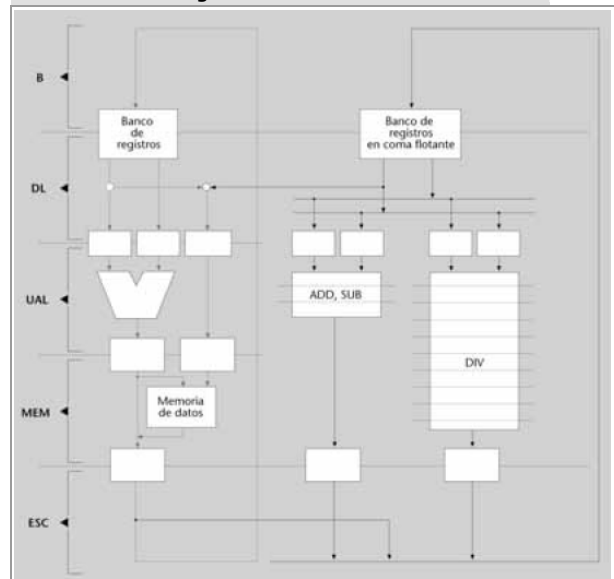 B
Banco
de
registros
Banco de
registros
en coma flotante
DL
UAL
ADD, SUB
DIV
MEM
Memoria
de datos
ESC